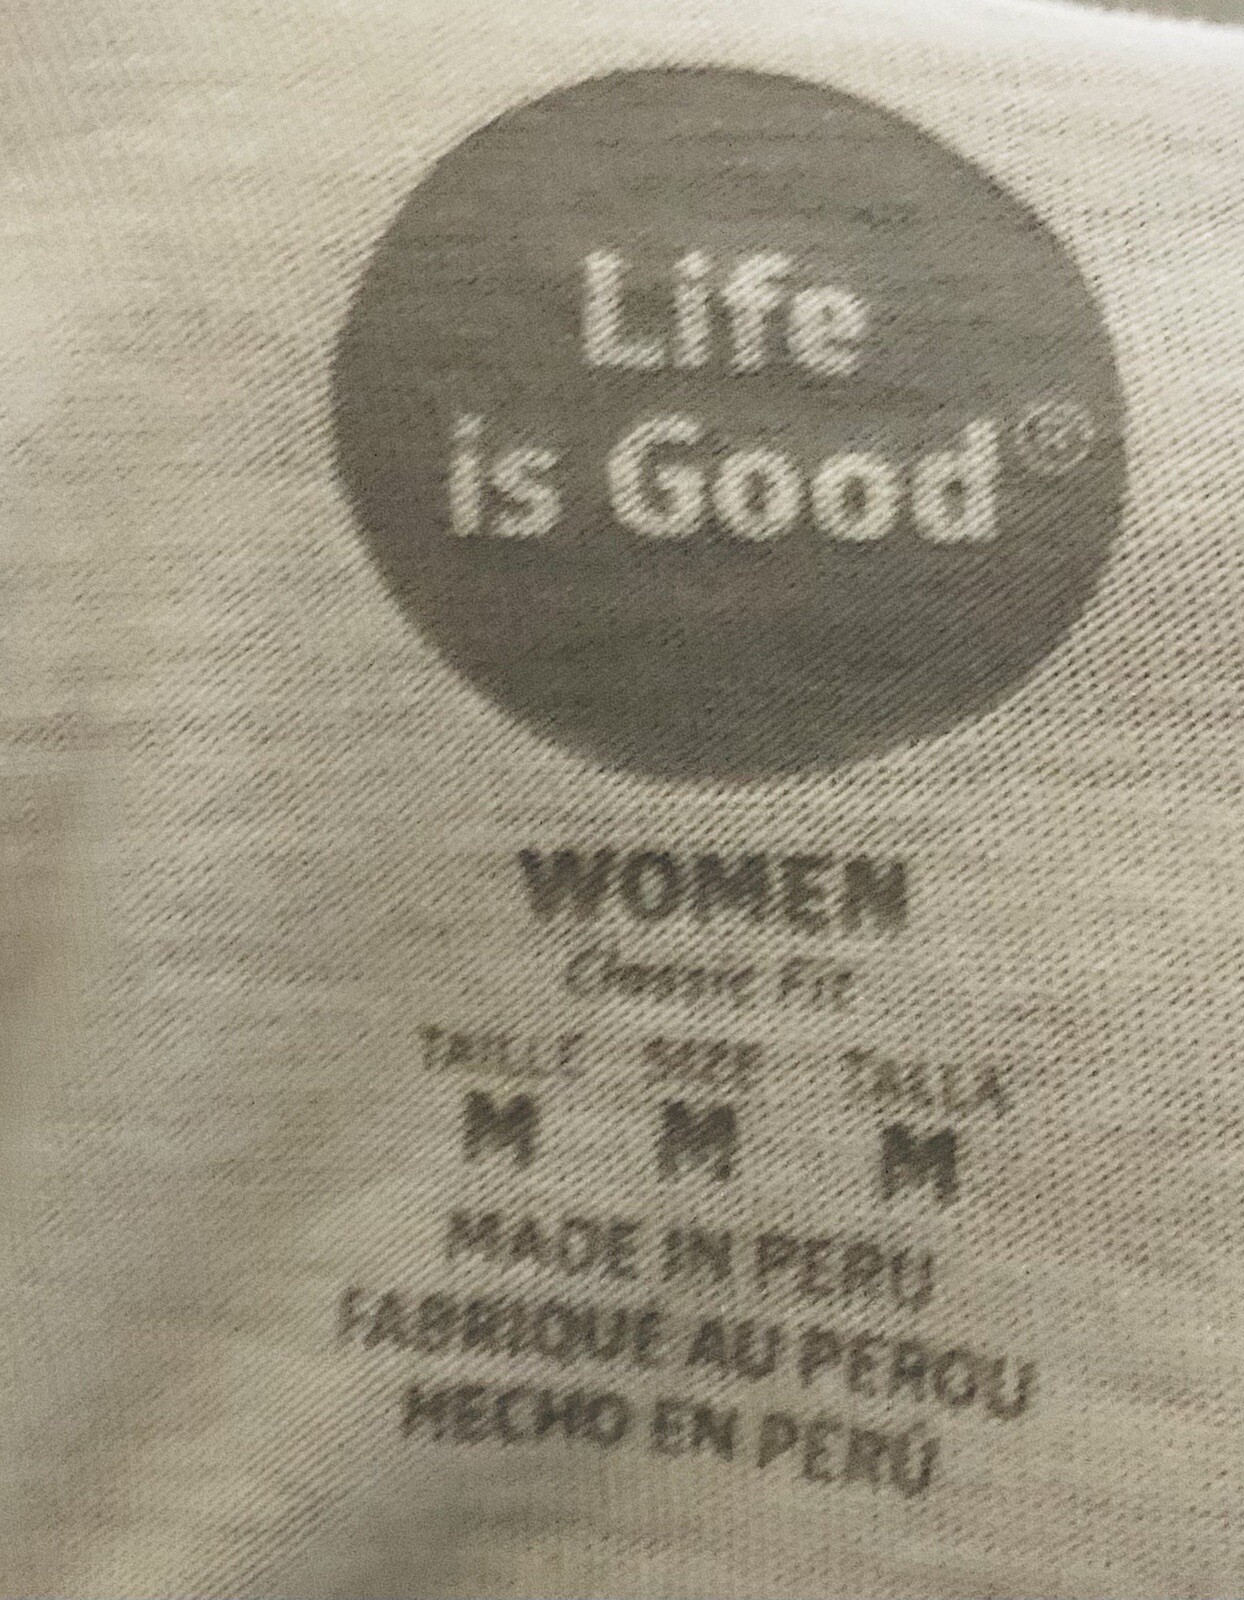 Life
is Good®
WOMEN
Classic Fit
TAILLE SIZE TALLA
M M M
MADE IN PERU
FABRIQUE AU PEROU
HECHO EN PERÚ